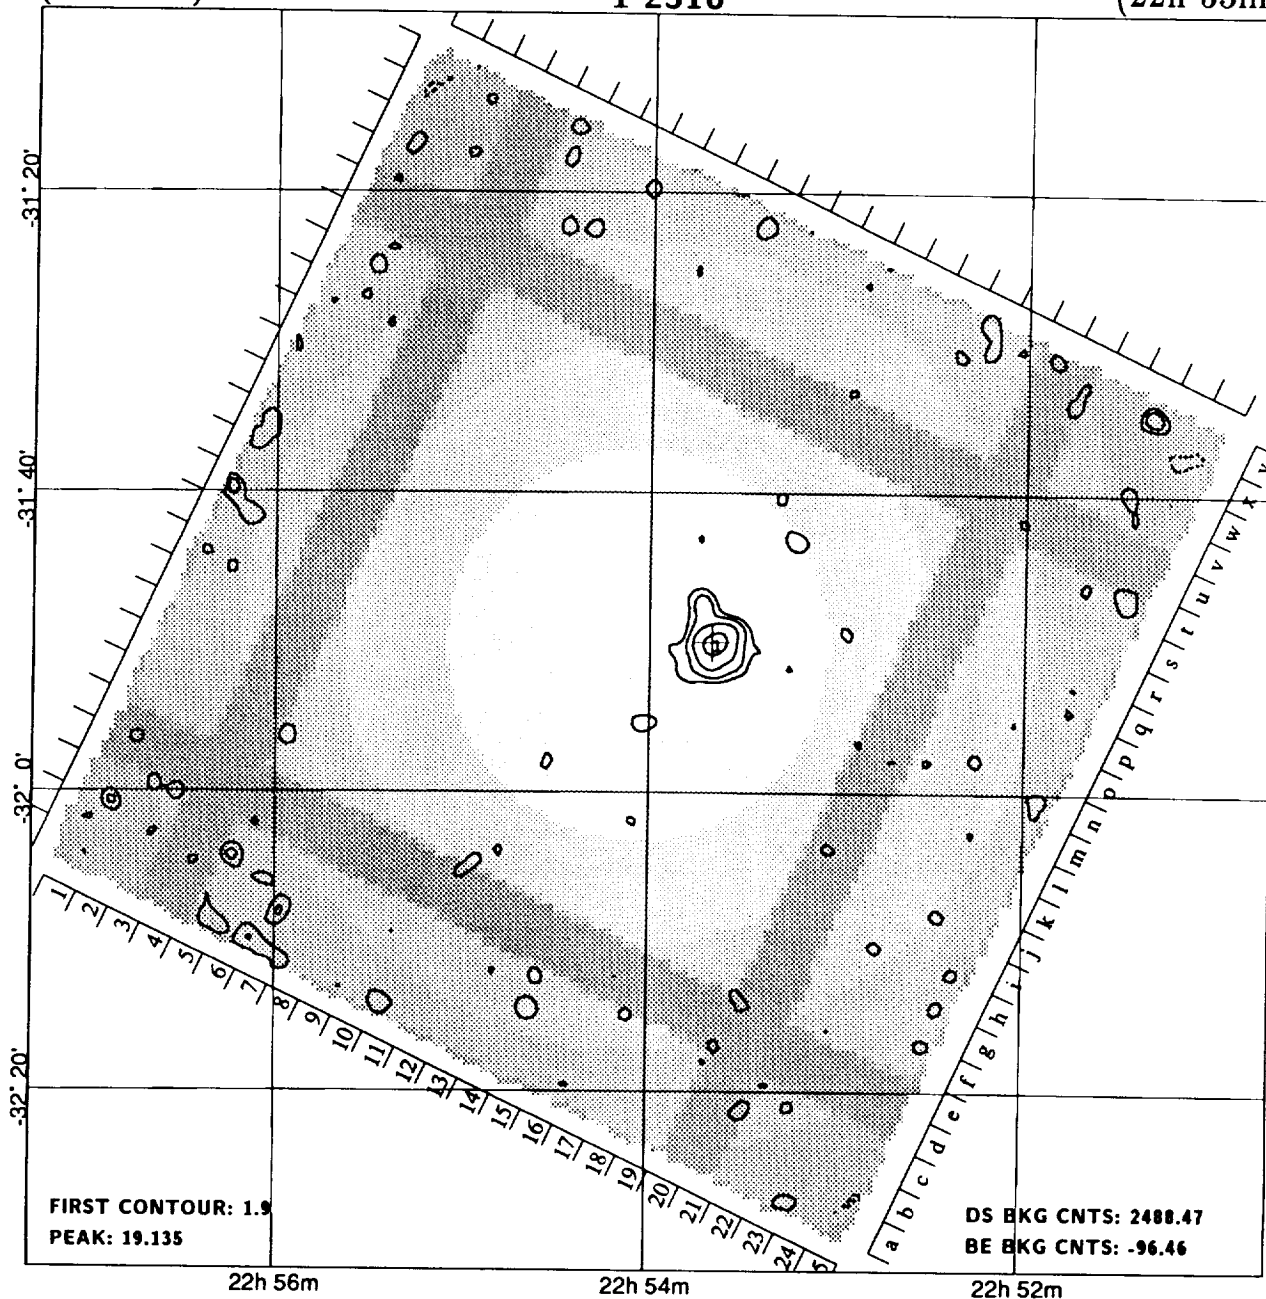 -31° 20'
-31° 40'
-32° 0'
-32° 20'
1 2 3 4 5 6 7 8 9 10 11 12 13 14 15 16 17 18 19 20 21 22 23 24
a b c d e f g h i j k l m n o p q r s t u v w x y
FIRST CONTOUR: 1.9
PEAK: 19.135
DS BKG CNTS: 2488.47
BE BKG CNTS: -96.46
22h 56m
22h 54m
22h 52m